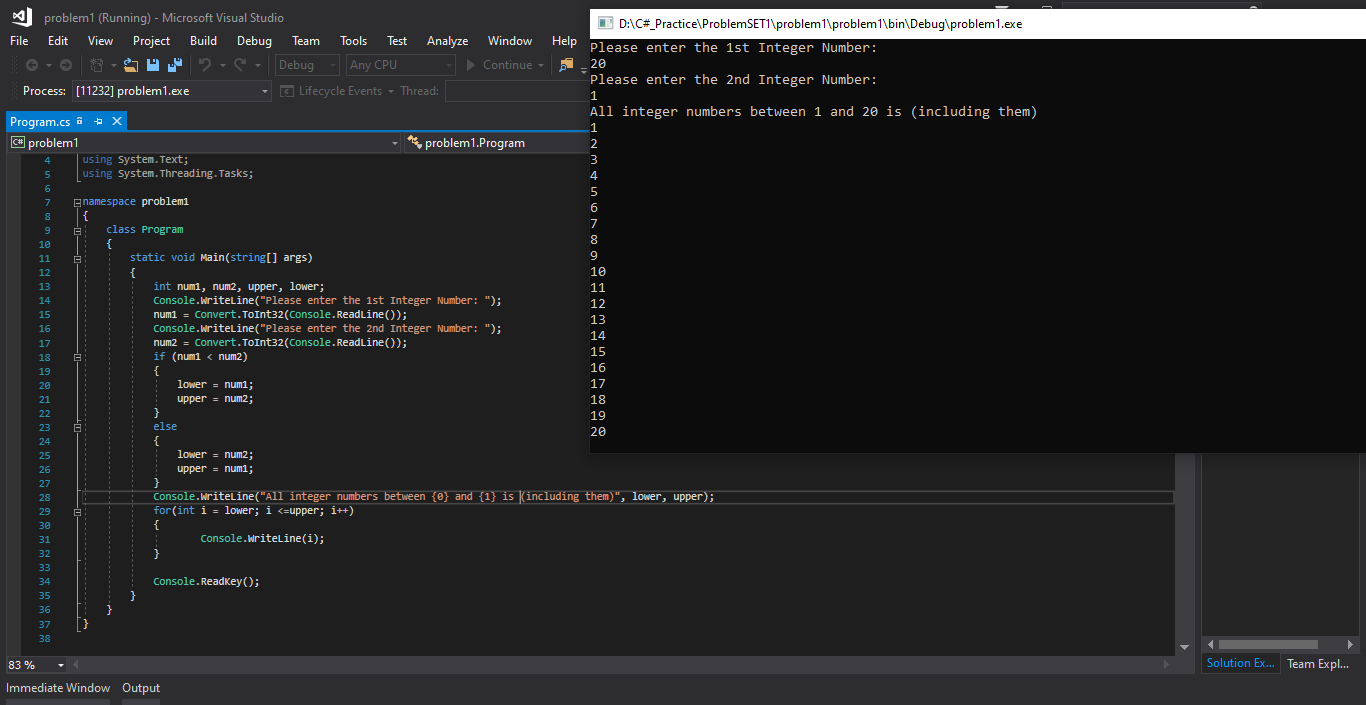 problem1 (Running) - Microsoft Visual Studio
File Edit View Project Build Debug Team Tools Test Analyze Window Help
Debug Any CPU Continue
Process: [11232] problem1.exe Lifecycle Events Thread:
Program.cs
C# problem1 problem1.Program
4 using System.Text;
5 using System.Threading.Tasks;
6
7 namespace problem1
8 {
9 class Program
10 {
11 static void Main(string[] args)
12 {
13 int num1, num2, upper, lower;
14 Console.WriteLine("Please enter the 1st Integer Number: ");
15 num1 = Convert.ToInt32(Console.ReadLine());
16 Console.WriteLine("Please enter the 2nd Integer Number: ");
17 num2 = Convert.ToInt32(Console.ReadLine());
18 if (num1 < num2)
19 {
20 lower = num1;
21 upper = num2;
22 }
23 else
24 {
25 lower = num2;
26 upper = num1;
27 }
28 Console.WriteLine("All integer numbers between {0} and {1} is (including them)", lower, upper);
29 for(int i = lower; i <=upper; i++)
30 {
31 Console.WriteLine(i);
32 }
33
34 Console.ReadKey();
35 }
36 }
37 }
38
83 %
Immediate Window Output
D:\C#_Practice\ProblemSET1\problem1\problem1\bin\Debug\problem1.exe
Please enter the 1st Integer Number:
20
Please enter the 2nd Integer Number:
1
All integer numbers between 1 and 20 is (including them)
1
2
3
4
5
6
7
8
9
10
11
12
13
14
15
16
17
18
19
20
Solution Ex... Team Expl...